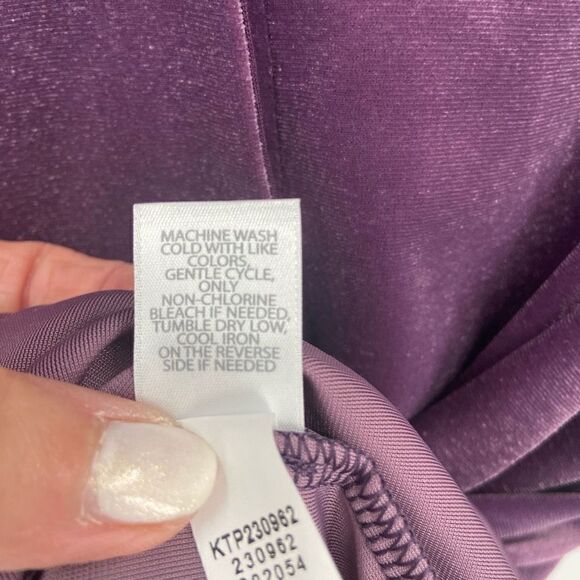 MACHINE WASH
COLD WITH LIKE
COLORS,
GENTLE CYCLE,
ONLY
NON-CHLORINE
BLEACH IF NEEDED,
TUMBLE DRY LOW,
COOL IRON
ON THE REVERSE
SIDE IF NEEDED
KTP230962
230962